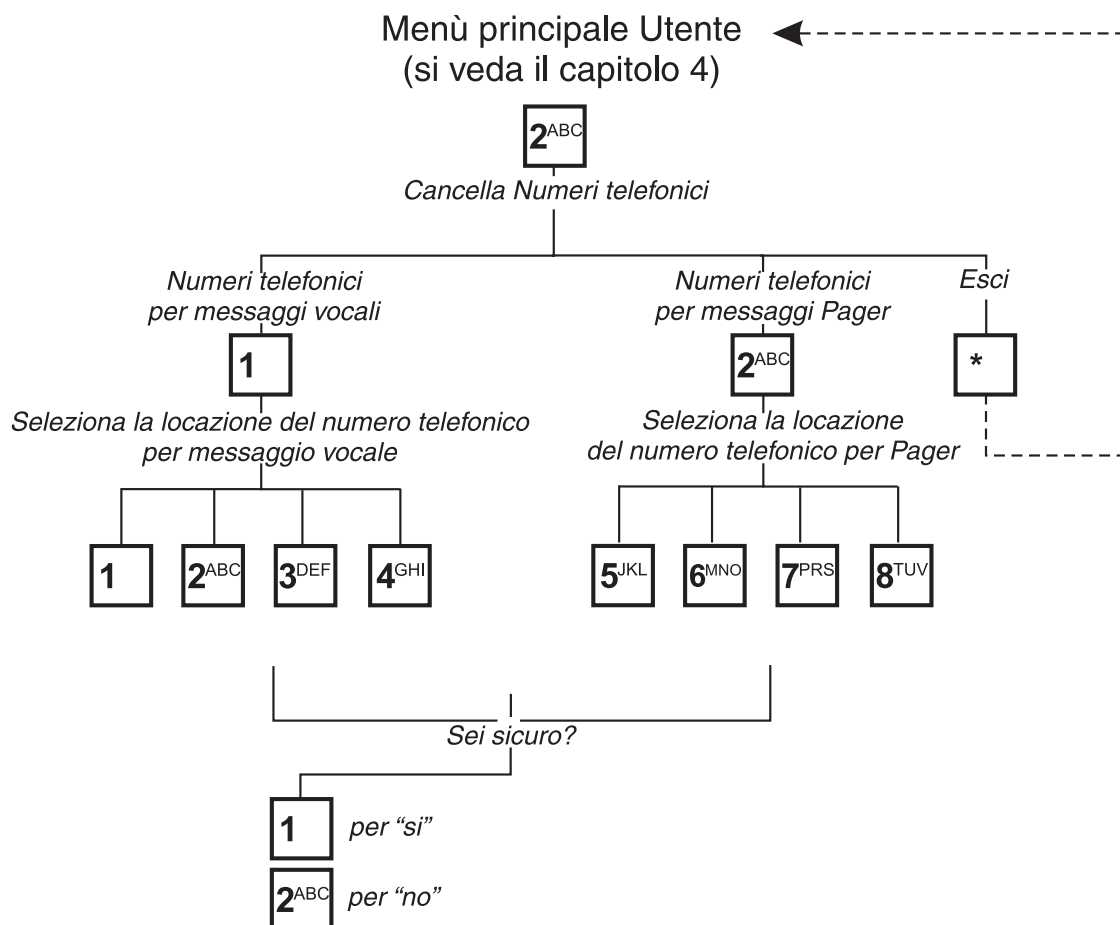 Menù principale Utente
(si veda il capitolo 4)
2ABC
Cancella Numeri telefonici
Numeri telefonici
per messaggi vocali
Numeri telefonici
per messaggi Pager
Esci
1
2ABC
*
Seleziona la locazione del numero telefonico
per messaggio vocale
Seleziona la locazione
del numero telefonico per Pager
1
2ABC
3DEF
4GHI
5JKL
6MNO
7PRS
8TUV
Sei sicuro?
1 per “si”
2ABC per “no”